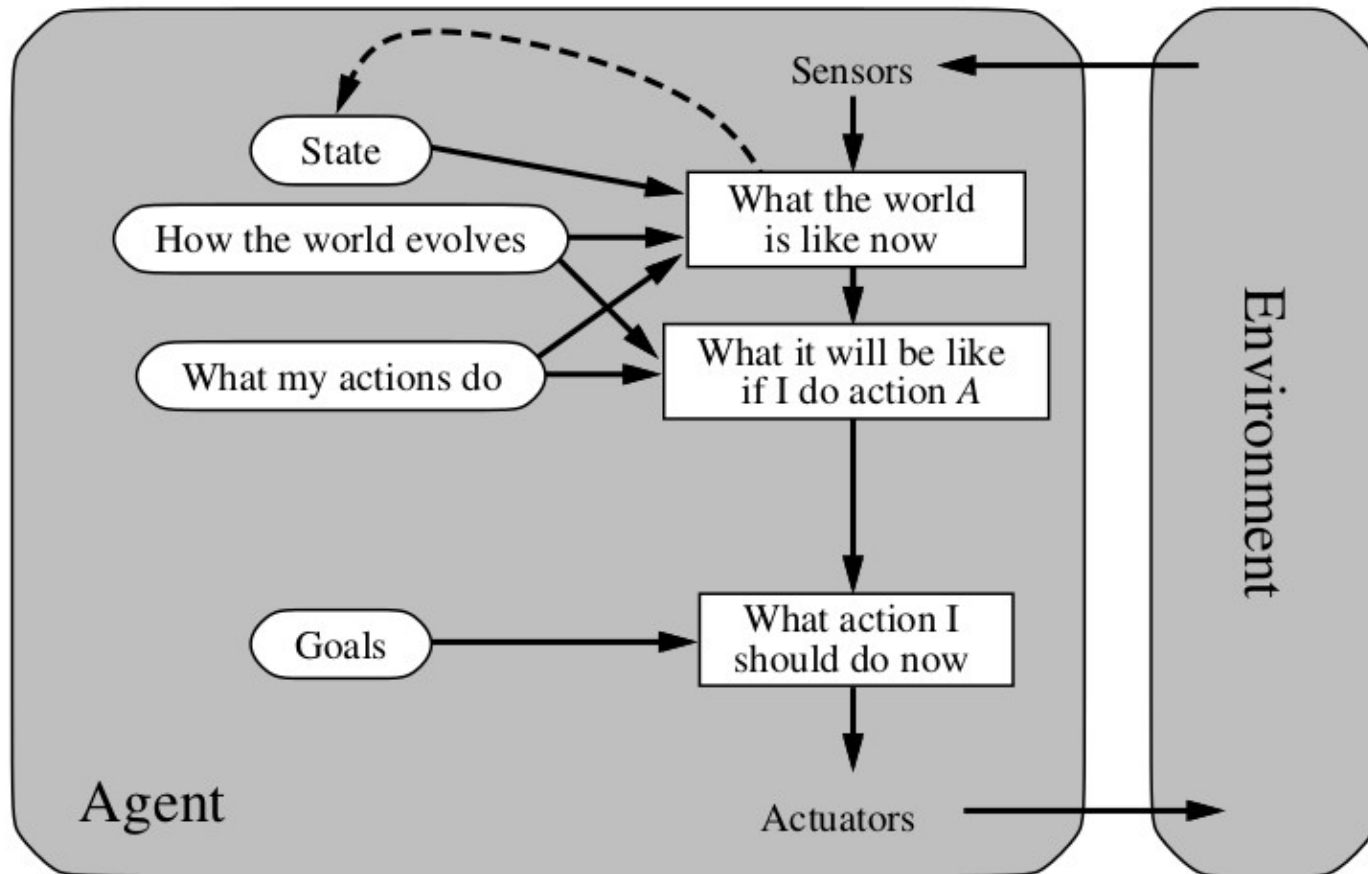 Sensors
State
What the world
is like now
How the world evolves
What my actions do
What it will be like
if I do action A
Goals
What action I
should do now
Agent
Actuators
Environment